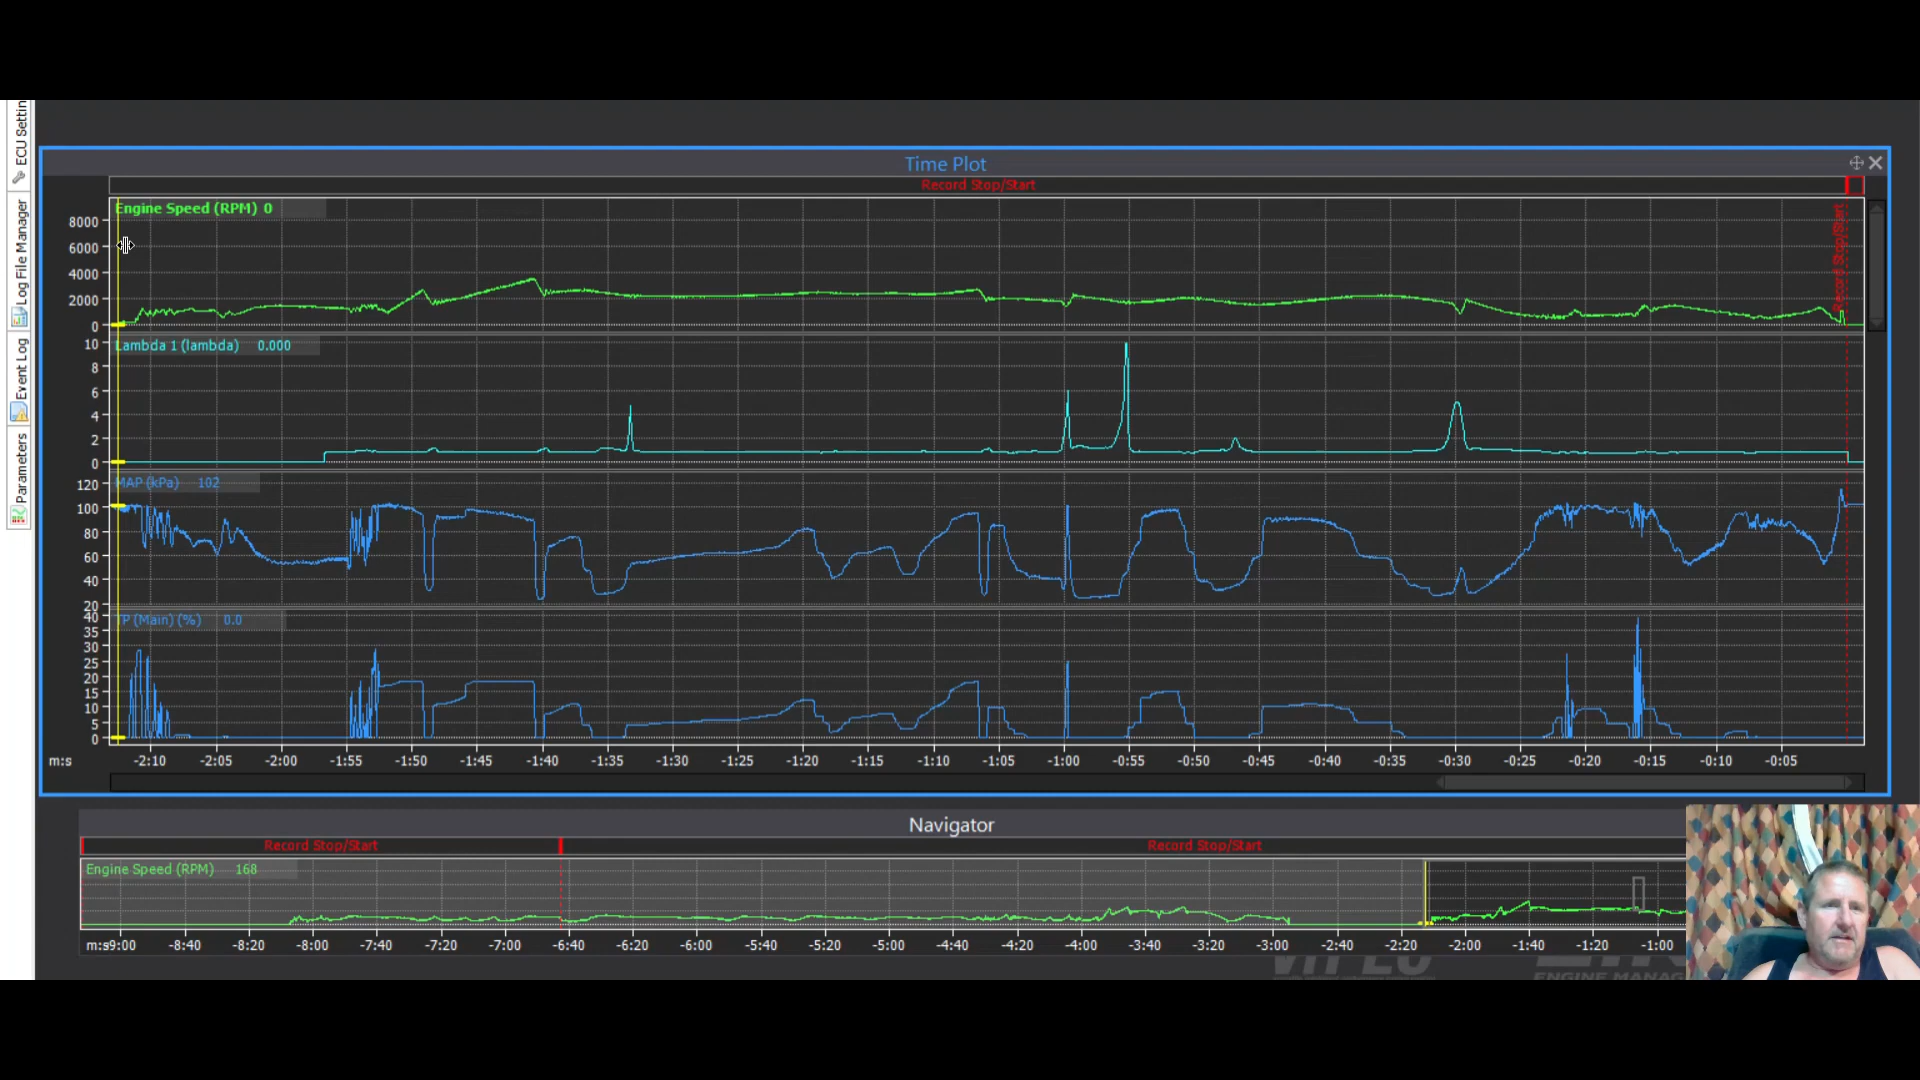 ECU Settin
Log File Manager
Event Log
Parameters
Time Plot
Record Stop/Start
Record Stop/Start
Engine Speed (RPM) 0
8000
6000
4000
2000
0
Lambda 1 (lambda) 0.000
10
8
6
4
2
0
MAP (kPa) 102
120
100
80
60
40
20
TP (Main) (%) 0.0
40
35
30
25
20
15
10
5
0
m:s -2:10 -2:05 -2:00 -1:55 -1:50 -1:45 -1:40 -1:35 -1:30 -1:25 -1:20 -1:15 -1:10 -1:05 -1:00 -0:55 -0:50 -0:45 -0:40 -0:35 -0:30 -0:25 -0:20 -0:15 -0:10 -0:05
Navigator
Record Stop/Start Record Stop/Start
Engine Speed (RPM) 168
m:s9:00 -8:40 -8:20 -8:00 -7:40 -7:20 -7:00 -6:40 -6:20 -6:00 -5:40 -5:20 -5:00 -4:40 -4:20 -4:00 -3:40 -3:20 -3:00 -2:40 -2:20 -2:00 -1:40 -1:20 -1:00
ENGINE MANAG